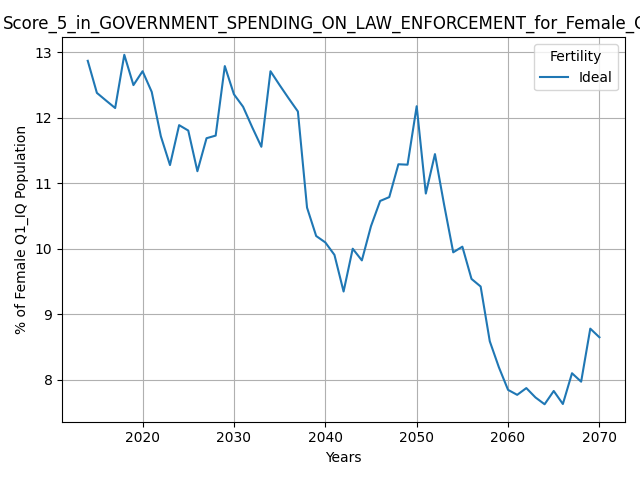 Score_5_in_GOVERNMENT_SPENDING_ON_LAW_ENFORCEMENT_for_Female_
Fertility
Ideal
13
12
11
10
9
8
% of Female Q1_IQ Population
2020 2030 2040 2050 2060 2070
Years